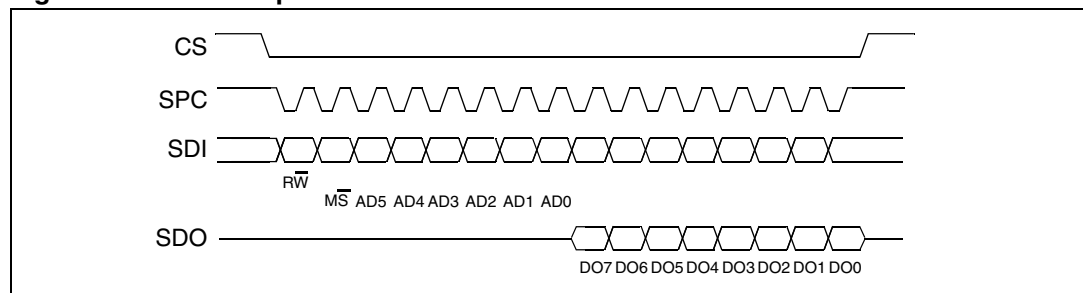 CS
SPC
SDI
RW̅
MS̅ AD5 AD4 AD3 AD2 AD1 AD0
SDO
DO7 DO6 DO5 DO4 DO3 DO2 DO1 DO0